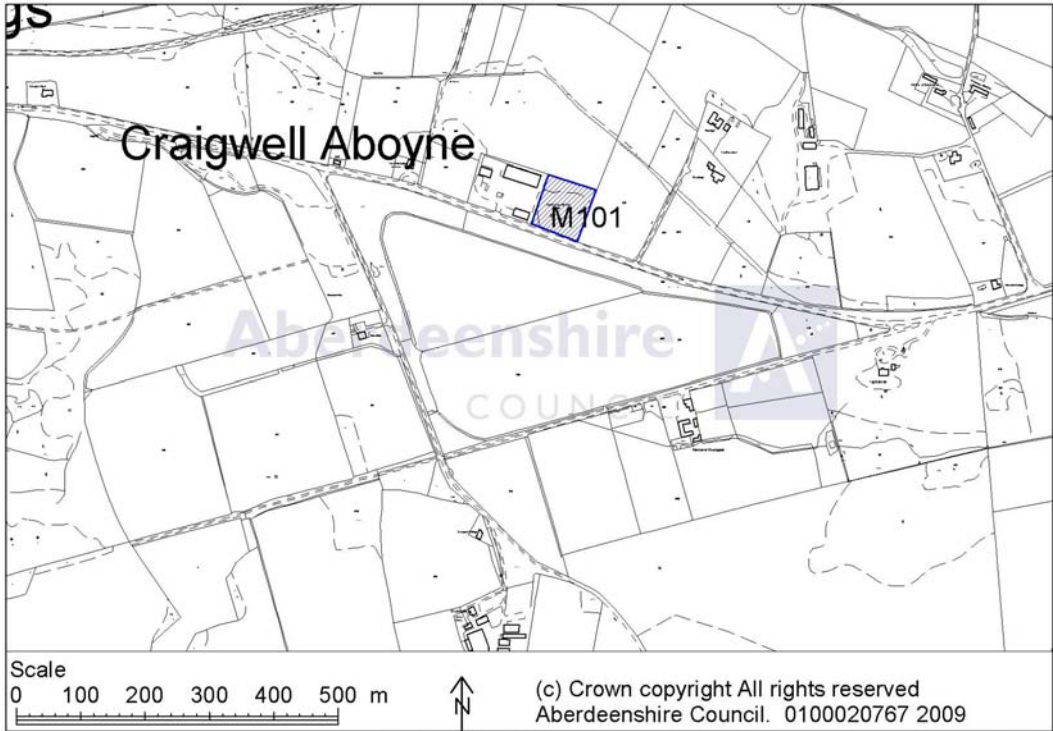 gs
Craigwell Aboyne
M101
Aberdeenshire
COUNCIL
Scale
0 100 200 300 400 500 m
N
(c) Crown copyright All rights reserved
Aberdeenshire Council. 0100020767 2009